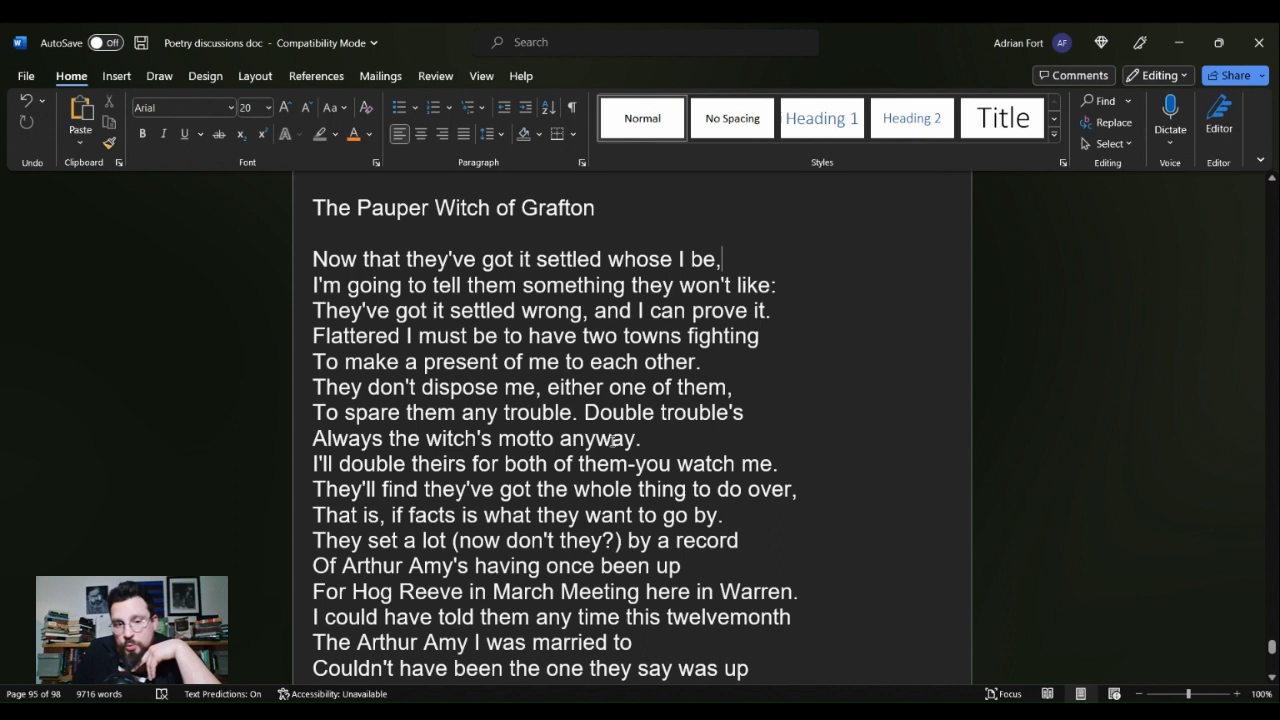 AutoSave Off Poetry discussions doc - Compatibility Mode Search Adrian Fort AF
File Home Insert Draw Design Layout References Mailings Review View Help Comments Editing Share
Paste Arial 20 Aa Normal No Spacing Heading 1 Heading 2 Title Find Replace Select Dictate Editor
Undo Clipboard Font Paragraph Styles Editing Voice Editor
The Pauper Witch of Grafton
Now that they've got it settled whose I be,
I'm going to tell them something they won't like:
They've got it settled wrong, and I can prove it.
Flattered I must be to have two towns fighting
To make a present of me to each other.
They don't dispose me, either one of them,
To spare them any trouble. Double trouble's
Always the witch's motto anyway.
I'll double theirs for both of them-you watch me.
They'll find they've got the whole thing to do over,
That is, if facts is what they want to go by.
They set a lot (now don't they?) by a record
Of Arthur Amy's having once been up
For Hog Reeve in March Meeting here in Warren.
I could have told them any time this twelvemonth
The Arthur Amy I was married to
Couldn't have been the one they say was up
Page 95 of 98 9716 words Text Predictions: On Accessibility: Unavailable Focus 100%